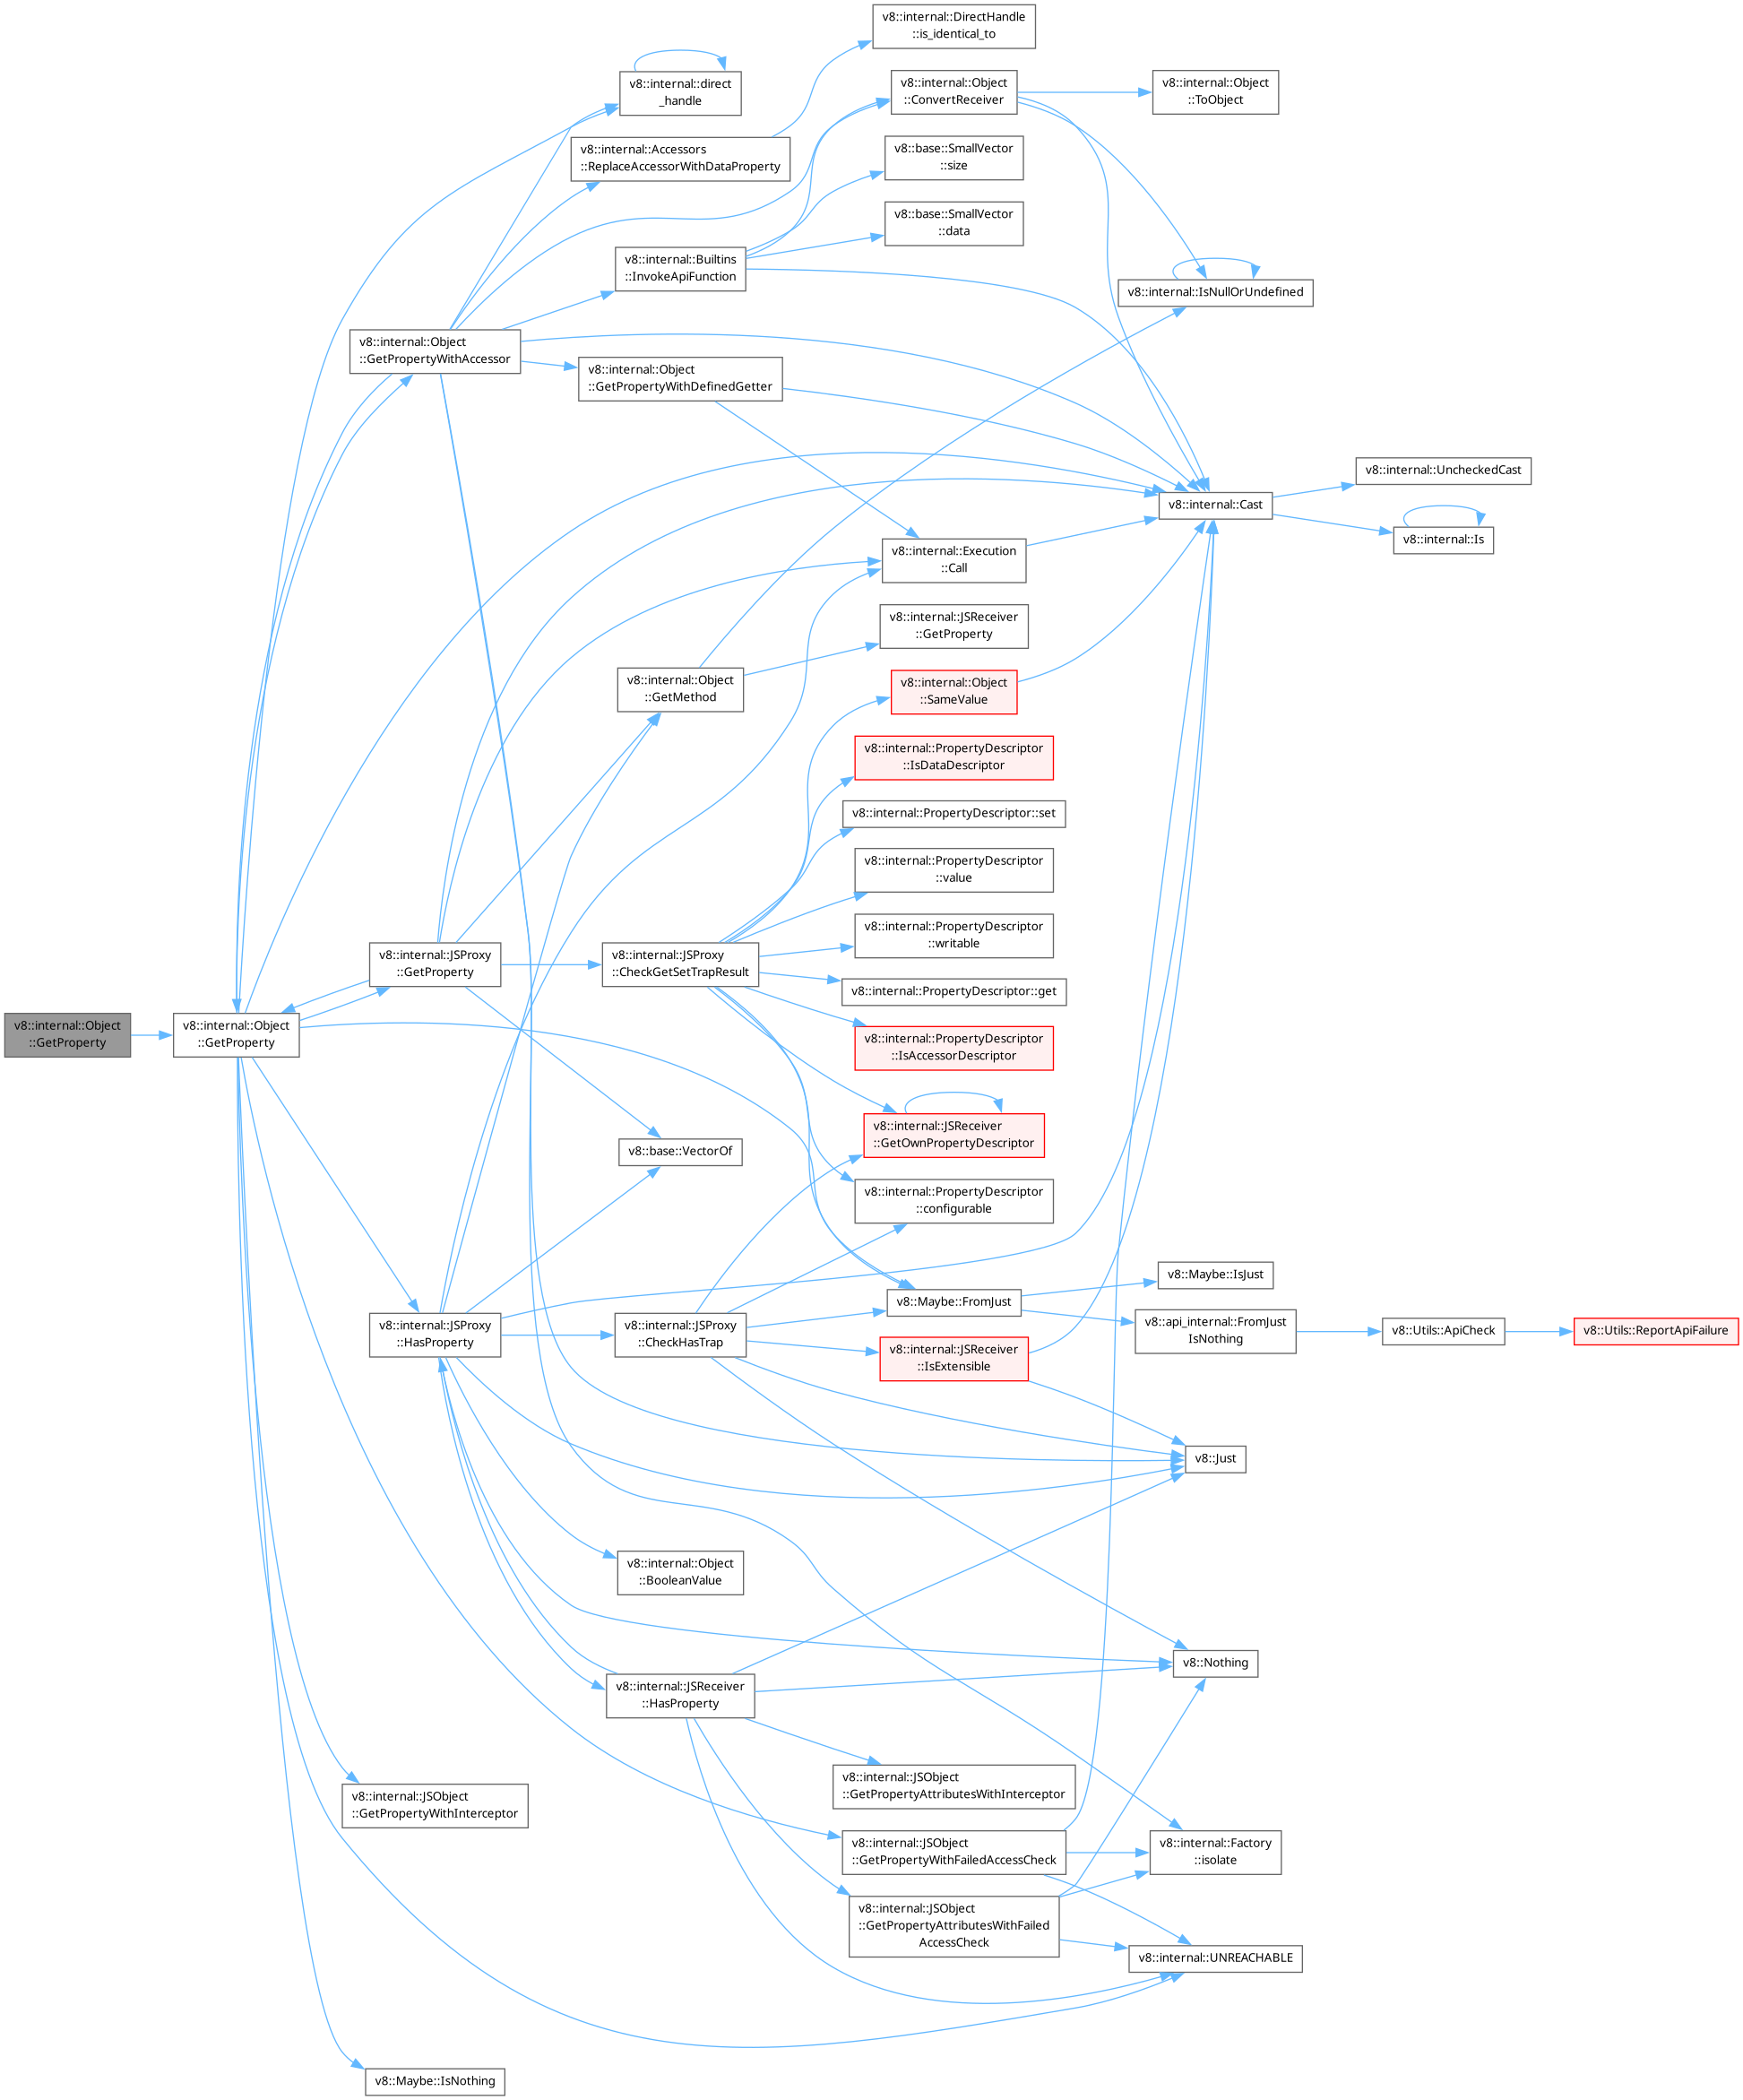 v8::internal::DirectHandle
::is_identical_to
v8::internal::direct
_handle
v8::internal::Object
::ConvertReceiver
v8::internal::Object
::ToObject
v8::internal::Accessors
::ReplaceAccessorWithDataProperty
v8::base::SmallVector
::size
v8::base::SmallVector
::data
v8::internal::Builtins
::InvokeApiFunction
v8::internal::IsNullOrUndefined
v8::internal::Object
::GetPropertyWithAccessor
v8::internal::Object
::GetPropertyWithDefinedGetter
v8::internal::UncheckedCast
v8::internal::Cast
v8::internal::Is
v8::internal::Execution
::Call
v8::internal::JSReceiver
::GetProperty
v8::internal::Object
::GetMethod
v8::internal::Object
::SameValue
v8::internal::PropertyDescriptor
::IsDataDescriptor
v8::internal::PropertyDescriptor::set
v8::internal::PropertyDescriptor
::value
v8::internal::PropertyDescriptor
::writable
v8::internal::JSProxy
::GetProperty
v8::internal::JSProxy
::CheckGetSetTrapResult
v8::internal::PropertyDescriptor::get
v8::internal::Object
::GetProperty
v8::internal::Object
::GetProperty
v8::internal::PropertyDescriptor
::IsAccessorDescriptor
v8::internal::JSReceiver
::GetOwnPropertyDescriptor
v8::base::VectorOf
v8::internal::PropertyDescriptor
::configurable
v8::Maybe::IsJust
v8::Maybe::FromJust
v8::api_internal::FromJust
IsNothing
v8::Utils::ApiCheck
v8::Utils::ReportApiFailure
v8::internal::JSProxy
::HasProperty
v8::internal::JSProxy
::CheckHasTrap
v8::internal::JSReceiver
::IsExtensible
v8::Just
v8::internal::Object
::BooleanValue
v8::Nothing
v8::internal::JSReceiver
::HasProperty
v8::internal::JSObject
::GetPropertyAttributesWithInterceptor
v8::internal::JSObject
::GetPropertyWithInterceptor
v8::internal::JSObject
::GetPropertyWithFailedAccessCheck
v8::internal::Factory
::isolate
v8::internal::JSObject
::GetPropertyAttributesWithFailed
AccessCheck
v8::internal::UNREACHABLE
v8::Maybe::IsNothing